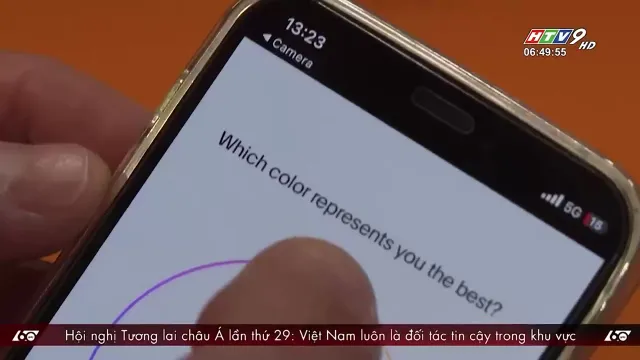 HTV9 HD
06:49:55
13:23
◀ Camera
5G 15
Which color represents you the best?
Hội nghị Tương lai châu Á lần thứ 29: Việt Nam luôn là đối tác tin cậy trong khu vực